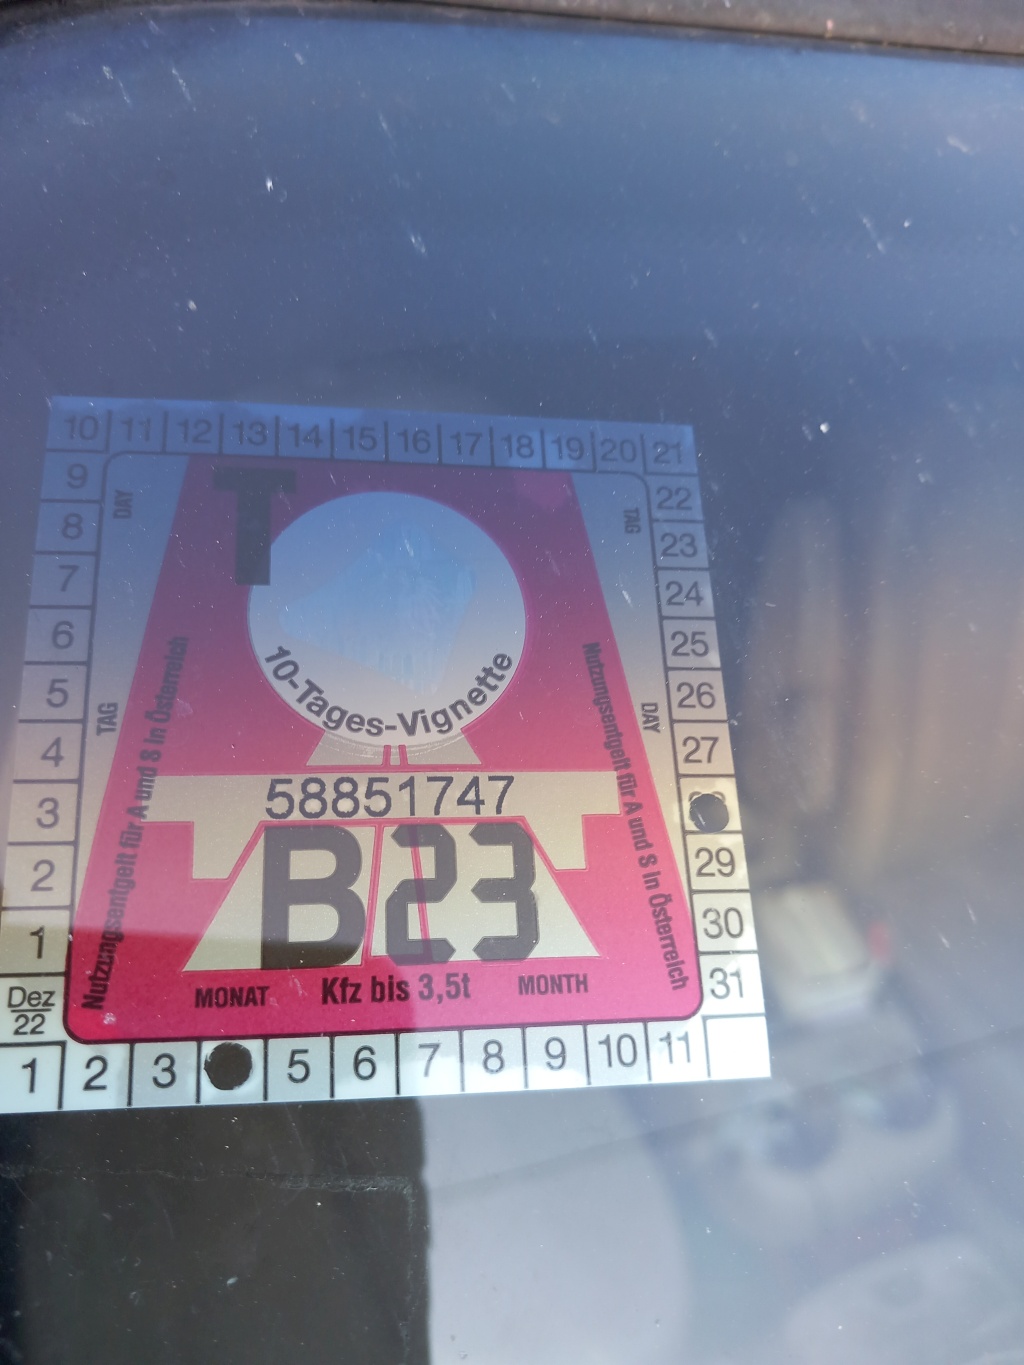 10 11 12 13 14 15 16 17 18 19 20 21
9
8
7
6
5
4
3
2
1
Dez
22
DAY
TAG
Nutzungsentgelt für A und S in Österreich
T
10-Tages-Vignette
58851747
B23
MONAT Kfz bis 3,5t MONTH
TAG
DAY
Nutzungsentgelt für A und S in Österreich
22
23
24
25
26
27
29
30
31
1 2 3 5 6 7 8 9 10 11